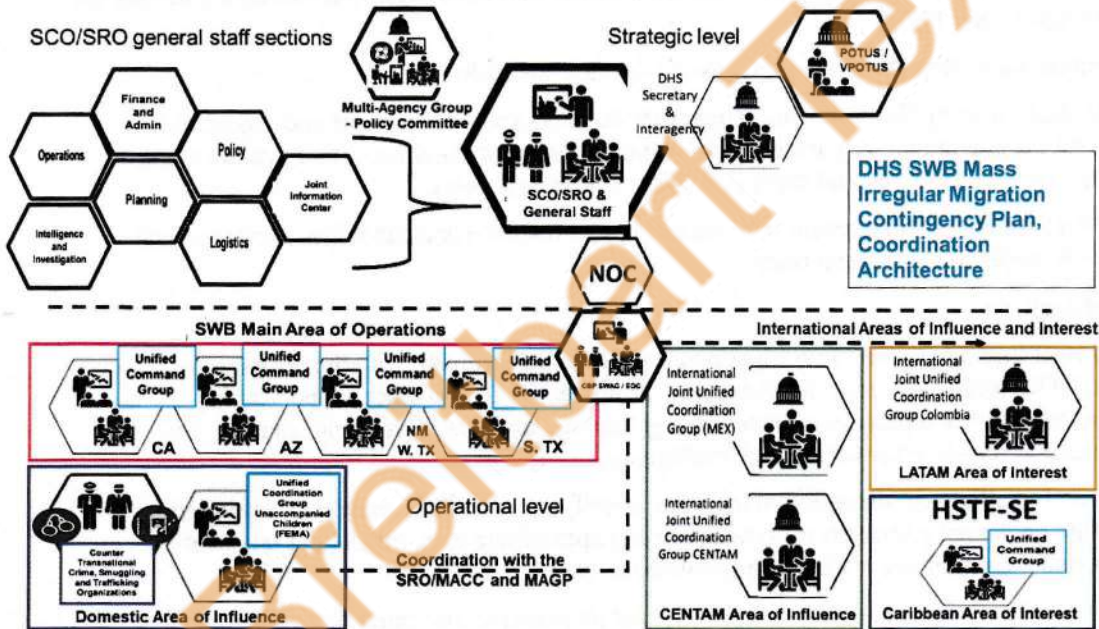 SCO/SRO general staff sections
Finance
and
Admin
Operations
Policy
Planning
Joint
Information
Center
Intelligence
and
Investigation
Logistics
Multi-Agency Group
- Policy Committee
Strategic level
SCO/SRO &
General Staff
DHS
Secretary
&
Interagency
POTUS /
VPOTUS
DHS SWB Mass
Irregular Migration
Contingency Plan,
Coordination
Architecture
NOC
CBP SWAG / EOC
SWB Main Area of Operations
Unified
Command
Group
CA
Unified
Command
Group
AZ
Unified
Command
Group
NM
W. TX
Unified
Command
Group
S. TX
International Areas of Influence and Interest
International
Joint Unified
Coordination
Group (MEX)
International
Joint Unified
Coordination
Group CENTAM
CENTAM Area of Influence
International
Joint Unified
Coordination
Group Colombia
LATAM Area of Interest
HSTF-SE
Unified
Command
Group
Caribbean Area of Interest
Counter
Transnational
Crime, Smuggling
and Trafficking
Organizations
Unified
Coordination
Group
Unaccompanied
Children
(FEMA)
Domestic Area of Influence
Operational level
Coordination with the
SRO/MACC and MAGP
Breitbart Tex